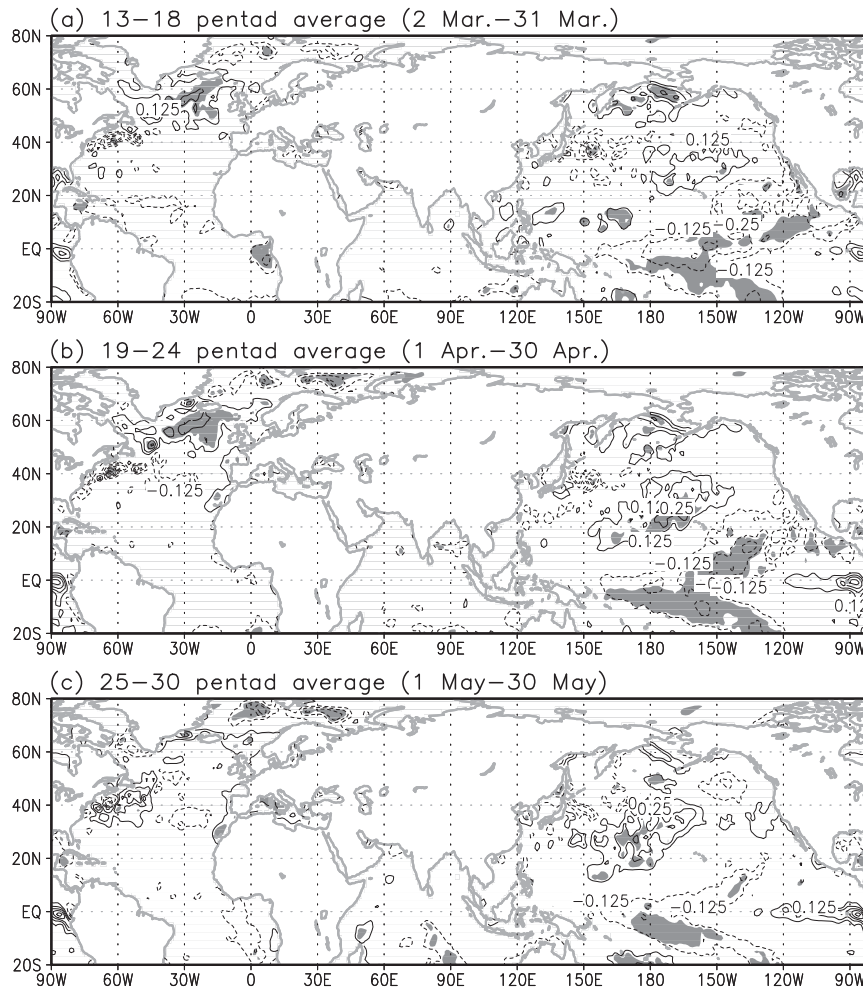 (a) 13-18 pentad average (2 Mar.-31 Mar.)
80N
60N
0.125
40N
0.125
20N
-0.125 -0.25
EQ
-0.125
20S
90W 60W 30W 0 30E 60E 90E 120E 150E 180 150W 120W 90W
(b) 19-24 pentad average (1 Apr.-30 Apr.)
80N
60N
40N
-0.125
0.25
20N
-0.125
-0.125
EQ
-0.125
20S
90W 60W 30W 0 30E 60E 90E 120E 150E 180 150W 120W 90W
(c) 25-30 pentad average (1 May-30 May)
80N
60N
40N
0.25
20N
-0.125
-0.125
0.125
EQ
20S
90W 60W 30W 0 30E 60E 90E 120E 150E 180 150W 120W 90W